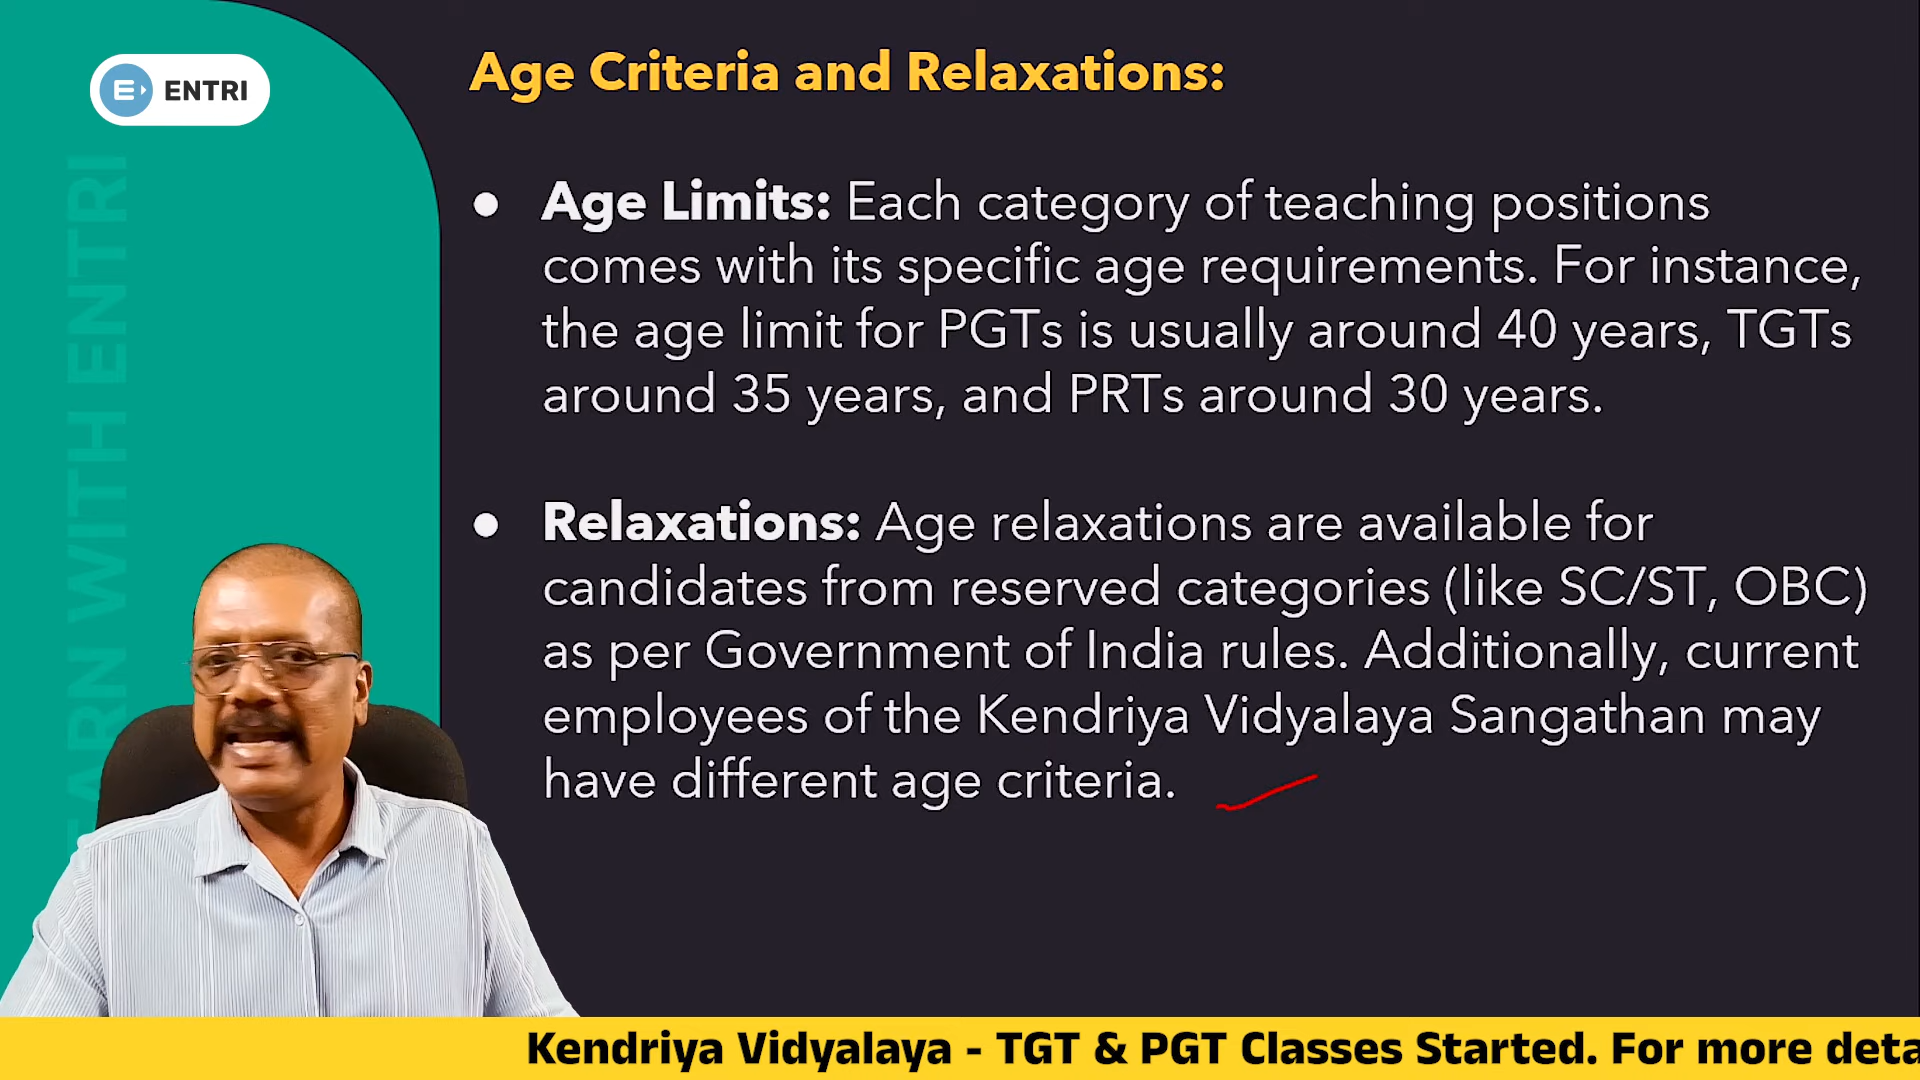 ENTRI
LEARN WITH ENTRI
Age Criteria and Relaxations:
● Age Limits: Each category of teaching positions
comes with its specific age requirements. For instance,
the age limit for PGTs is usually around 40 years, TGTs
around 35 years, and PRTs around 30 years.
● Relaxations: Age relaxations are available for
candidates from reserved categories (like SC/ST, OBC)
as per Government of India rules. Additionally, current
employees of the Kendriya Vidyalaya Sangathan may
have different age criteria.
Kendriya Vidyalaya - TGT & PGT Classes Started. For more deta